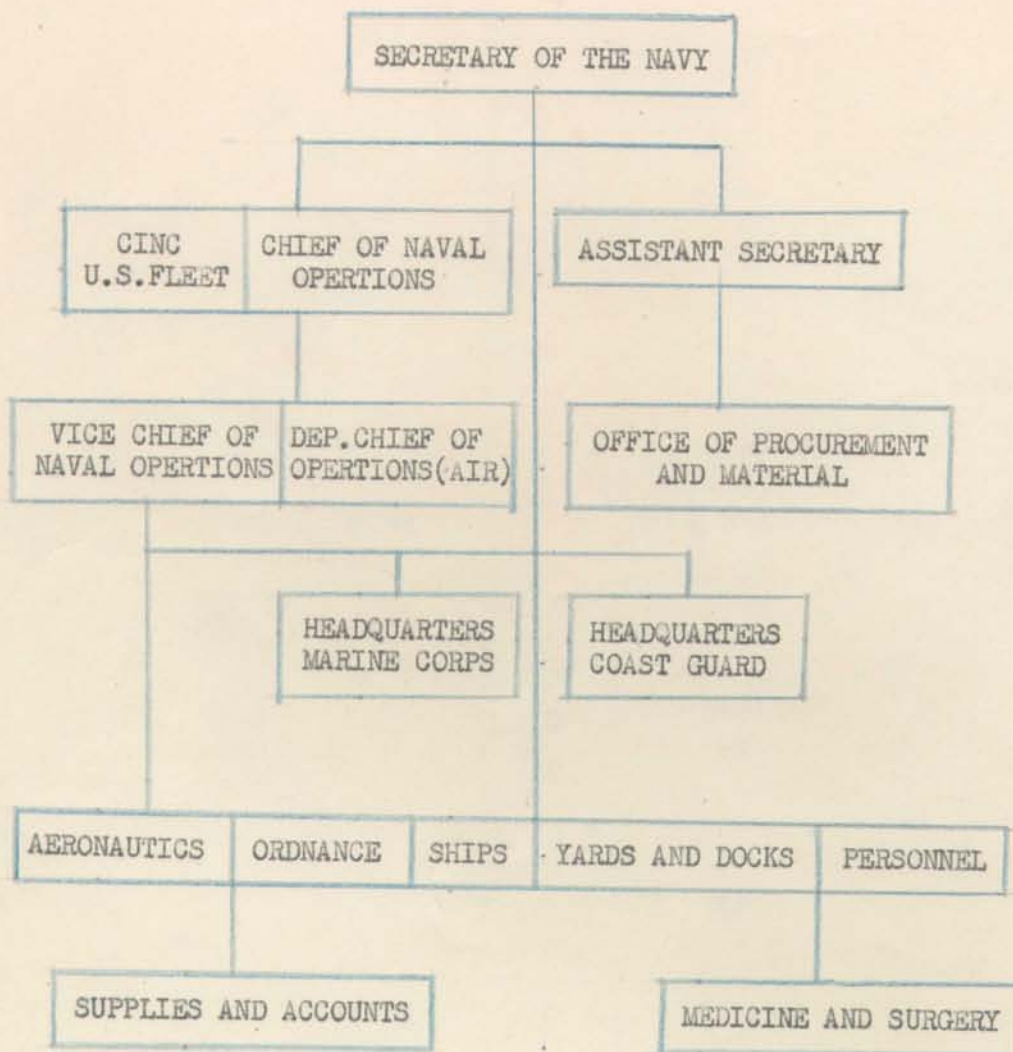 SECRETARY OF THE NAVY
CINC
U.S.FLEET
CHIEF OF NAVAL
OPERTIONS
ASSISTANT SECRETARY
VICE CHIEF OF
NAVAL OPERTIONS
DEP.CHIEF OF
OPERTIONS(AIR)
OFFICE OF PROCUREMENT
AND MATERIAL
HEADQUARTERS
MARINE CORPS
HEADQUARTERS
COAST GUARD
AERONAUTICS
ORDNANCE
SHIPS
YARDS AND DOCKS
PERSONNEL
SUPPLIES AND ACCOUNTS
MEDICINE AND SURGERY